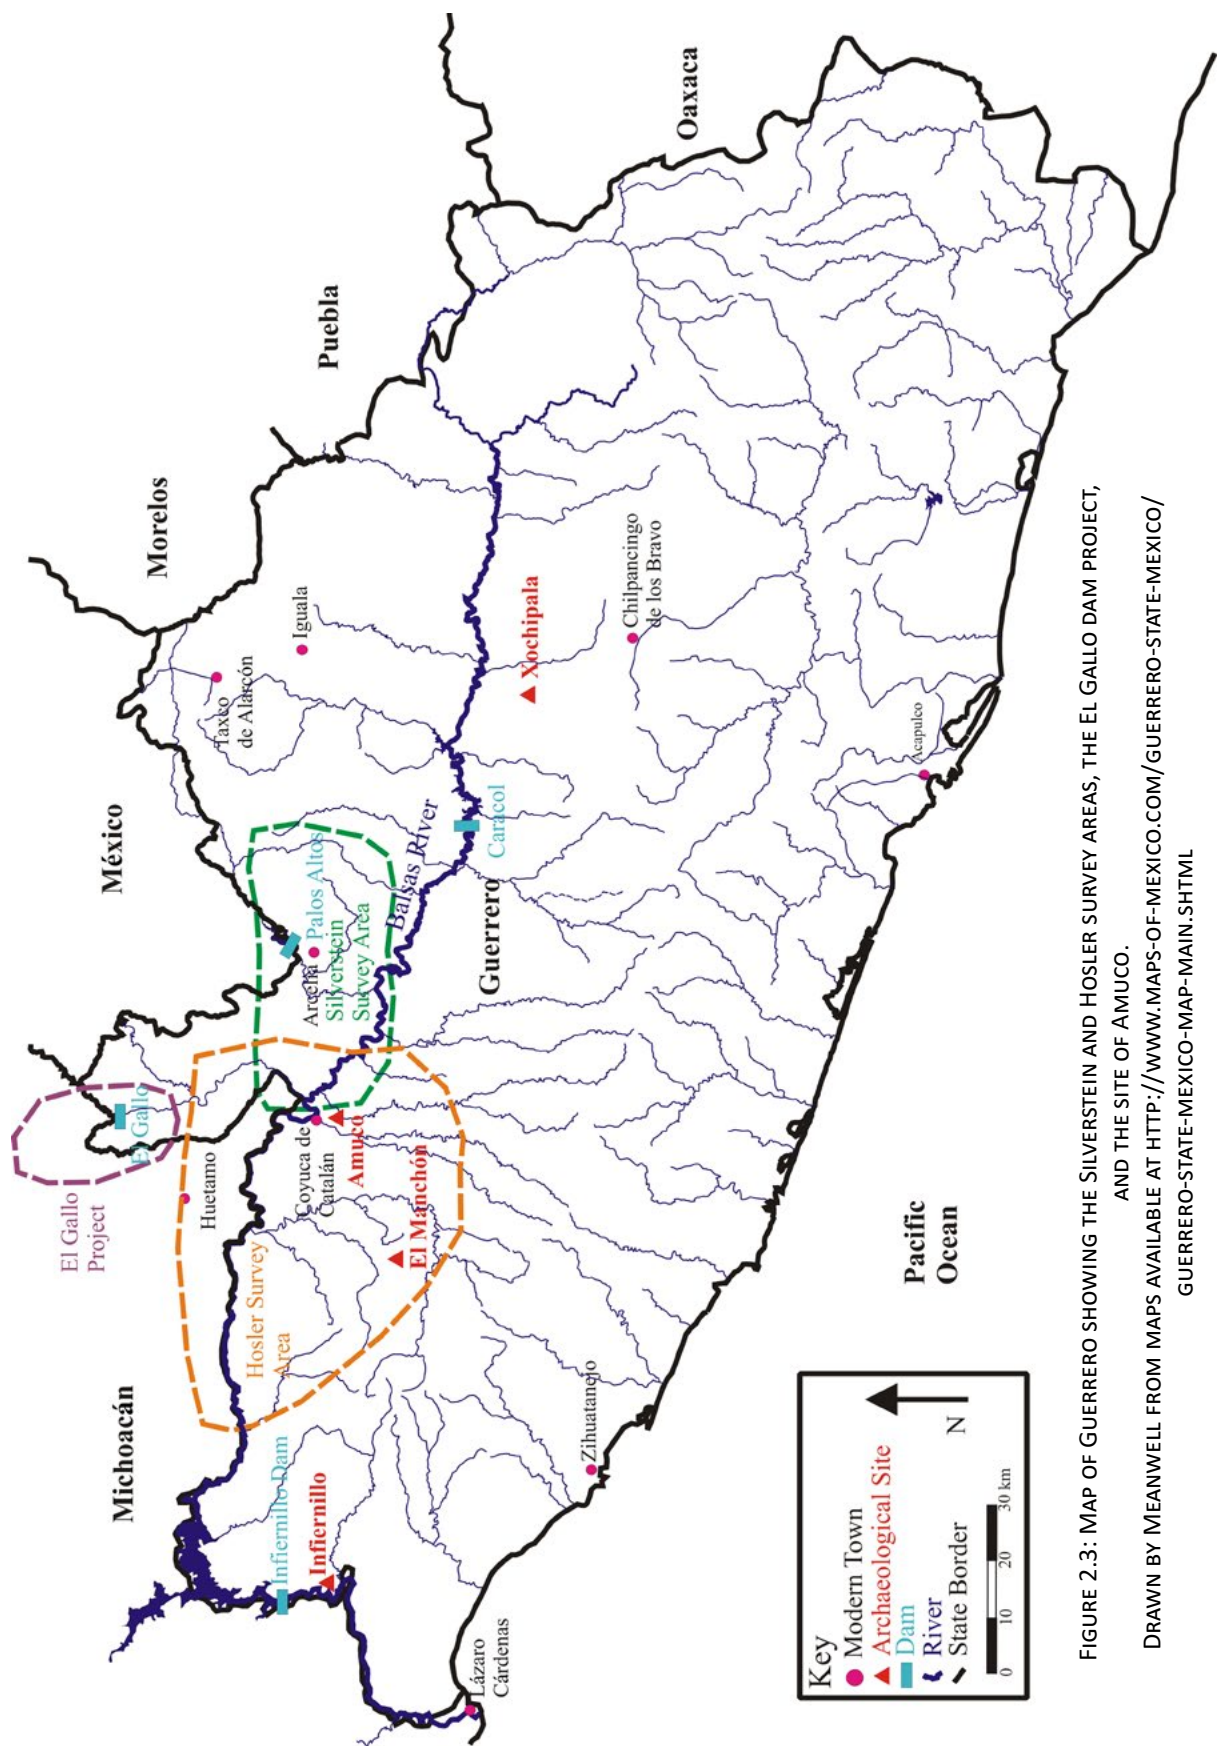 Michoacán
México
Morelos
Puebla
Oaxaca
El Gallo
Project
El Gallo
Huetamo
Taxco
de Alarcón
Iguala
Hosler Survey
Area
Coyuca de
Catalán
Amuco
El Manchón
Arcelia
Palos Altos
Silverstein
Survey Area
Balsas River
Caracol
Guerrero
Xochipala
Chilpancingo
de los Bravo
Infiernillo Dam
Infiernillo
Zihuatanejo
Lázaro
Cárdenas
Acapulco
Pacific
Ocean
Key
Modern Town
Archaeological Site
Dam
River
State Border
0 10 20 30 km
N
FIGURE 2.3: MAP OF GUERRERO SHOWING THE SILVERSTEIN AND HOSLER SURVEY AREAS, THE EL GALLO DAM PROJECT,
AND THE SITE OF AMUCO.
DRAWN BY MEANWELL FROM MAPS AVAILABLE AT HTTP://WWW.MAPS-OF-MEXICO.COM/GUERRERO-STATE-MEXICO/
GUERRERO-STATE-MEXICO-MAP-MAIN.SHTML